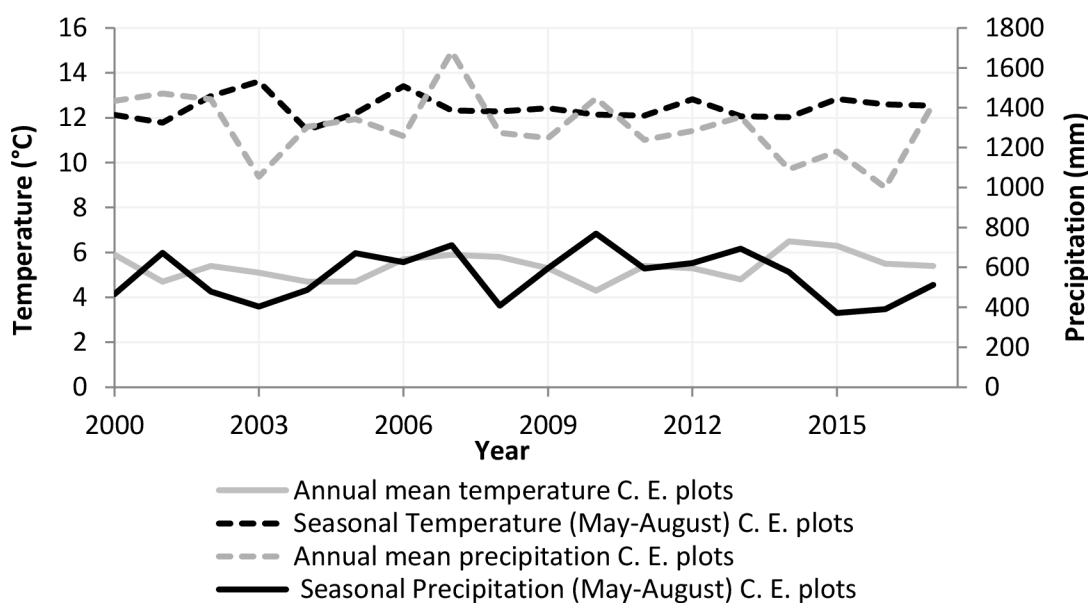 16
14
12
10
8
6
4
2
0
Temperature (°C)
1800
1600
1400
1200
1000
800
600
400
200
0
Precipitation (mm)
2000 2003 2006 2009 2012 2015
Year
Annual mean temperature C. E. plots
Seasonal Temperature (May-August) C. E. plots
Annual mean precipitation C. E. plots
Seasonal Precipitation (May-August) C. E. plots